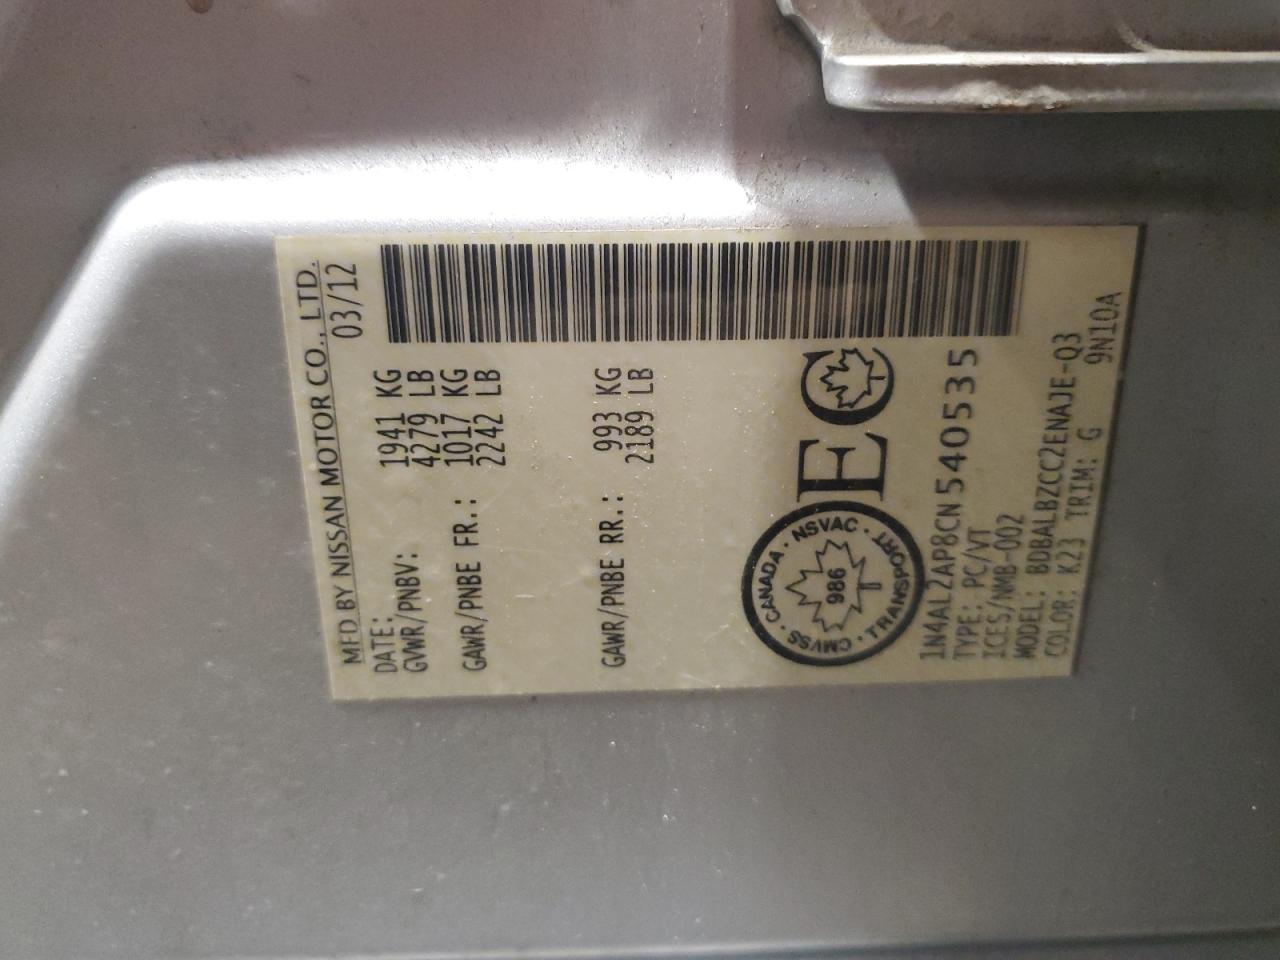 MFD BY NISSAN MOTOR CO., LTD.
DATE: 03/12
GVWR/PNBV: 1941 KG
4279 LB
GAWR/PNBE FR.: 1017 KG
2242 LB
GAWR/PNBE RR.: 993 KG
2189 LB
CANADA · NSVAC · TRANSPORT · CMVSS ·
986
EC
1N4AL2AP8CN540535
TYPE: PC/VT
ICES/NMB-002
MODEL: BDBALBZCC2ENAJE-Q3
COLOR: K23 TRIM: G 9N10A